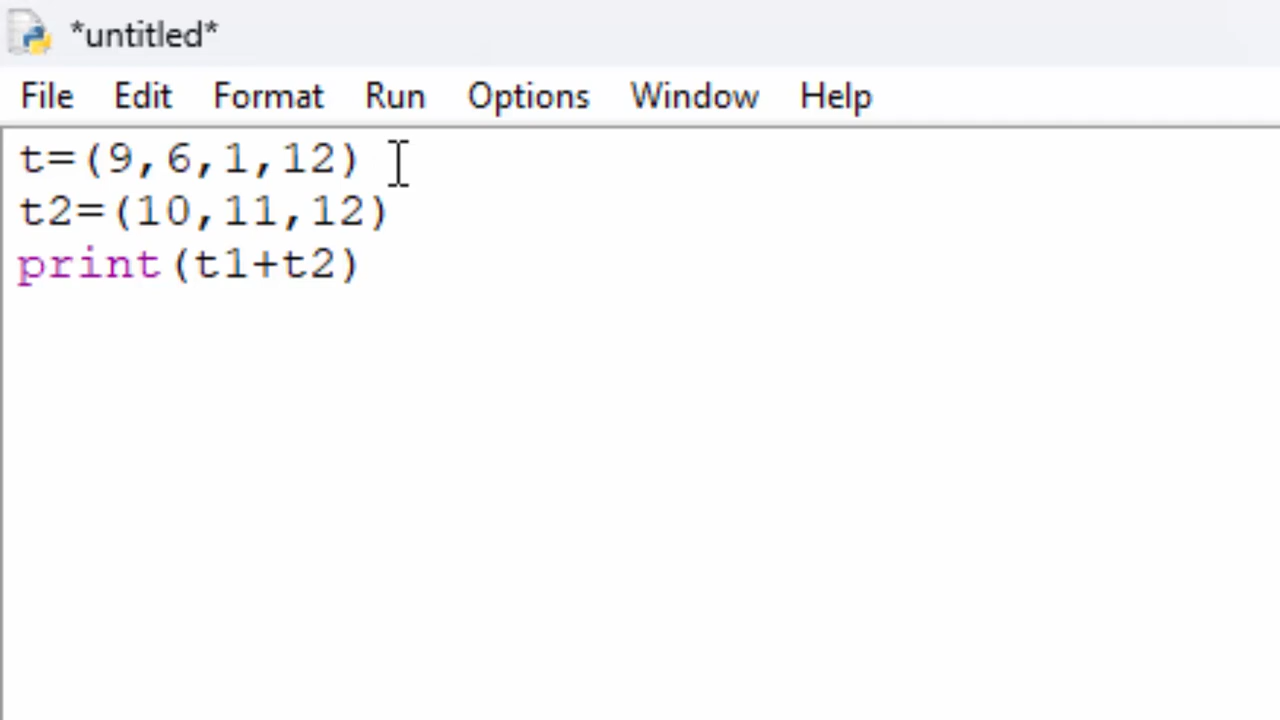 *untitled*
File Edit Format Run Options Window Help
t=(9,6,1,12)
t2=(10,11,12)
print(t1+t2)